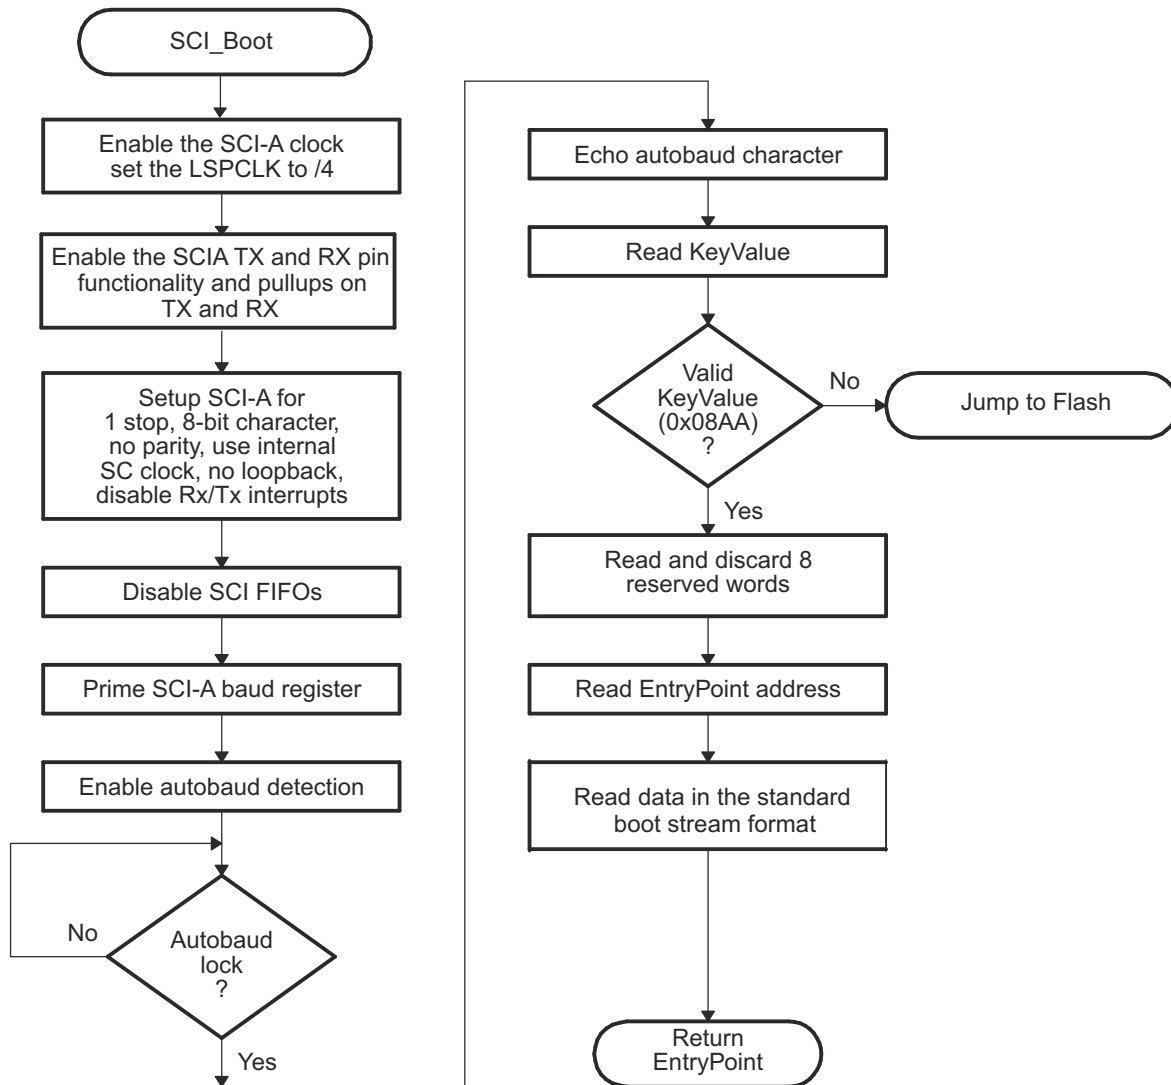 SCI_Boot
Enable the SCI-A clock
set the LSPCLK to /4
Enable the SCIA TX and RX pin
functionality and pullups on
TX and RX
Setup SCI-A for
1 stop, 8-bit character,
no parity, use internal
SC clock, no loopback,
disable Rx/Tx interrupts
Disable SCI FIFOs
Prime SCI-A baud register
Enable autobaud detection
No
Autobaud
lock
?
Yes
Echo autobaud character
Read KeyValue
Valid
KeyValue
(0x08AA)
?
No
Jump to Flash
Yes
Read and discard 8
reserved words
Read EntryPoint address
Read data in the standard
boot stream format
Return
EntryPoint